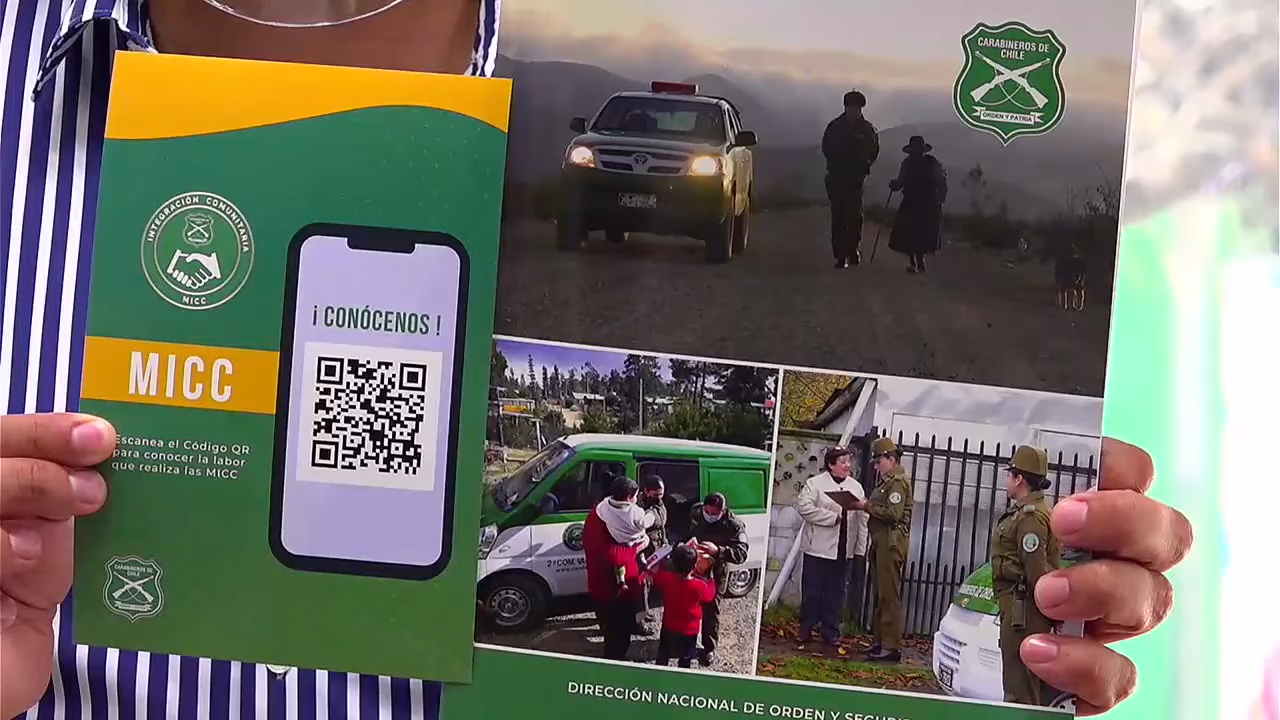 INTEGRACIÓN COMUNITARIA
MICC
¡ CONÓCENOS !
MICC
Escanea el Código QR
para conocer la labor
que realiza las MICC
CARABINEROS DE
CHILE
ORDEN Y PATRIA
CARABINEROS DE
CHILE
DIRECCIÓN NACIONAL DE ORDEN Y